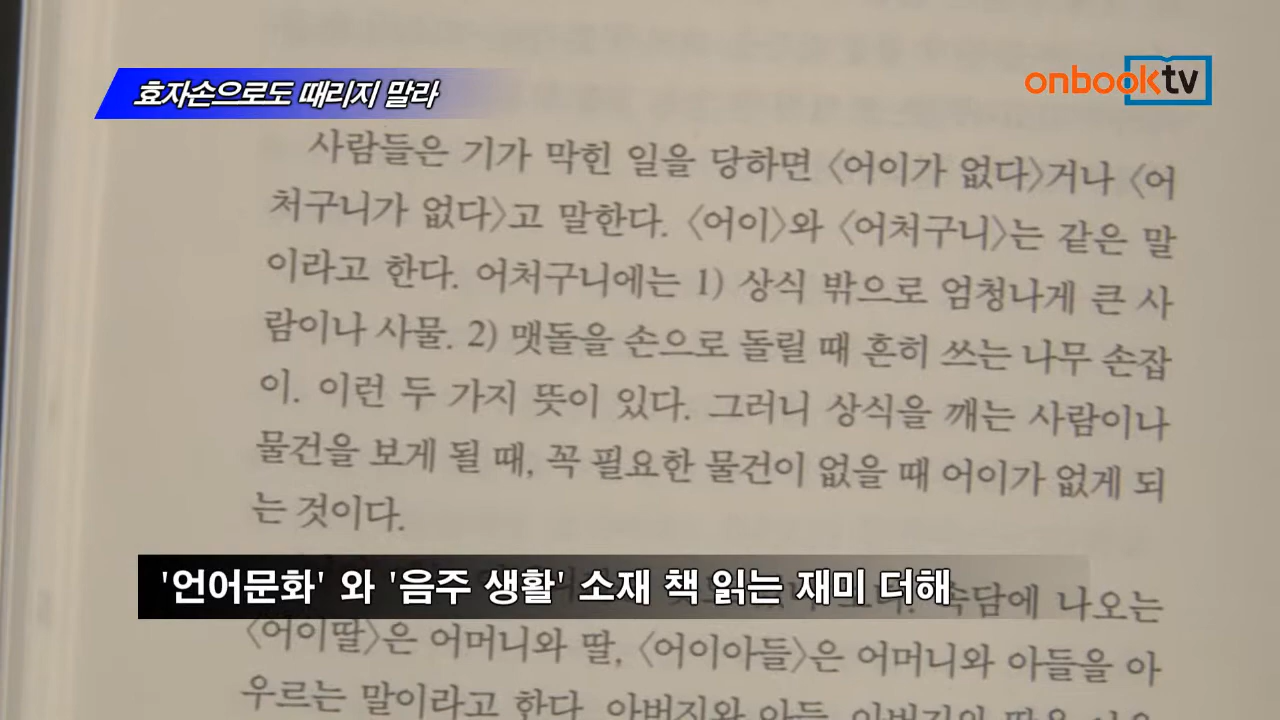 효자손으로도 때리지 말라
onbooktv
사람들은 기가 막힌 일을 당하면 〈어이가 없다〉거나 〈어
처구니가 없다〉고 말한다. 〈어이〉와 〈어처구니〉는 같은 말
이라고 한다. 어처구니에는 1) 상식 밖으로 엄청나게 큰 사
람이나 사물. 2) 맷돌을 손으로 돌릴 때 흔히 쓰는 나무 손잡
이. 이런 두 가지 뜻이 있다. 그러니 상식을 깨는 사람이나
물건을 보게 될 때, 꼭 필요한 물건이 없을 때 어이가 없게 되
는 것이다.
'언어문화' 와 '음주 생활' 소재 책 읽는 재미 더해
속담에 나오는
〈어이딸〉은 어머니와 딸, 〈어이아들〉은 어머니와 아들을 아
우르는 말이라고 한다. 아버지와 아들, 아버지와